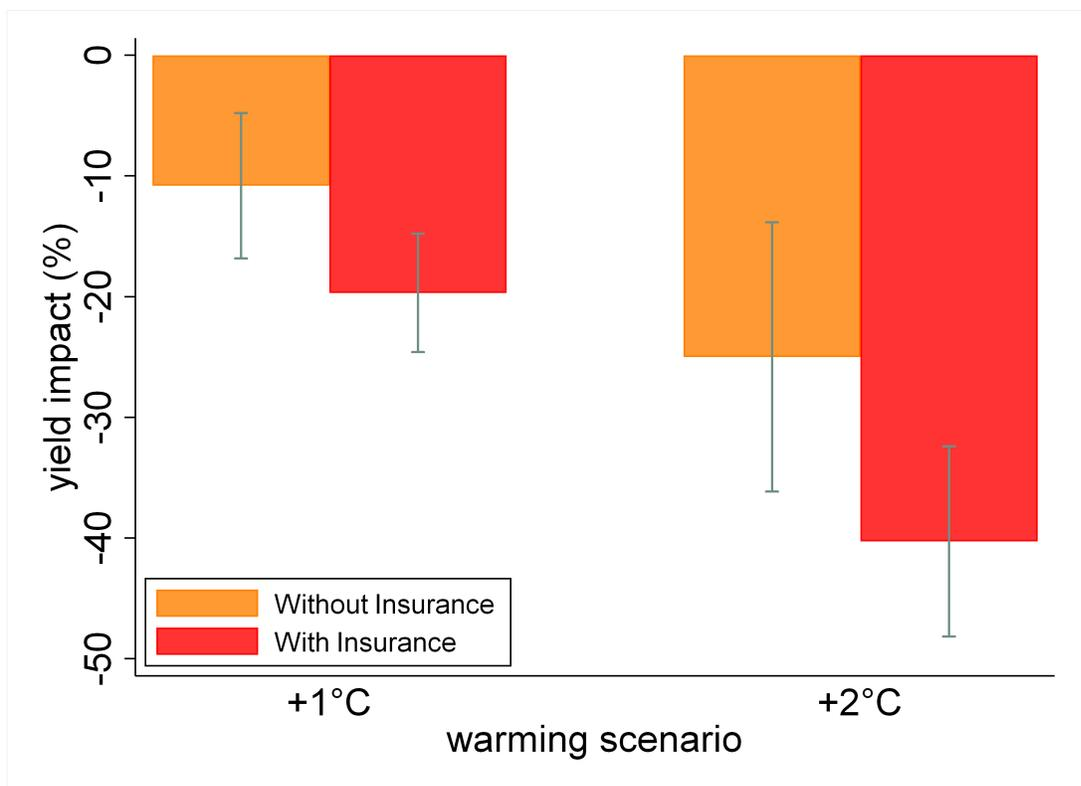 yield impact (%)
0
-10
-20
-30
-40
-50
Without Insurance
With Insurance
+1°C
+2°C
warming scenario